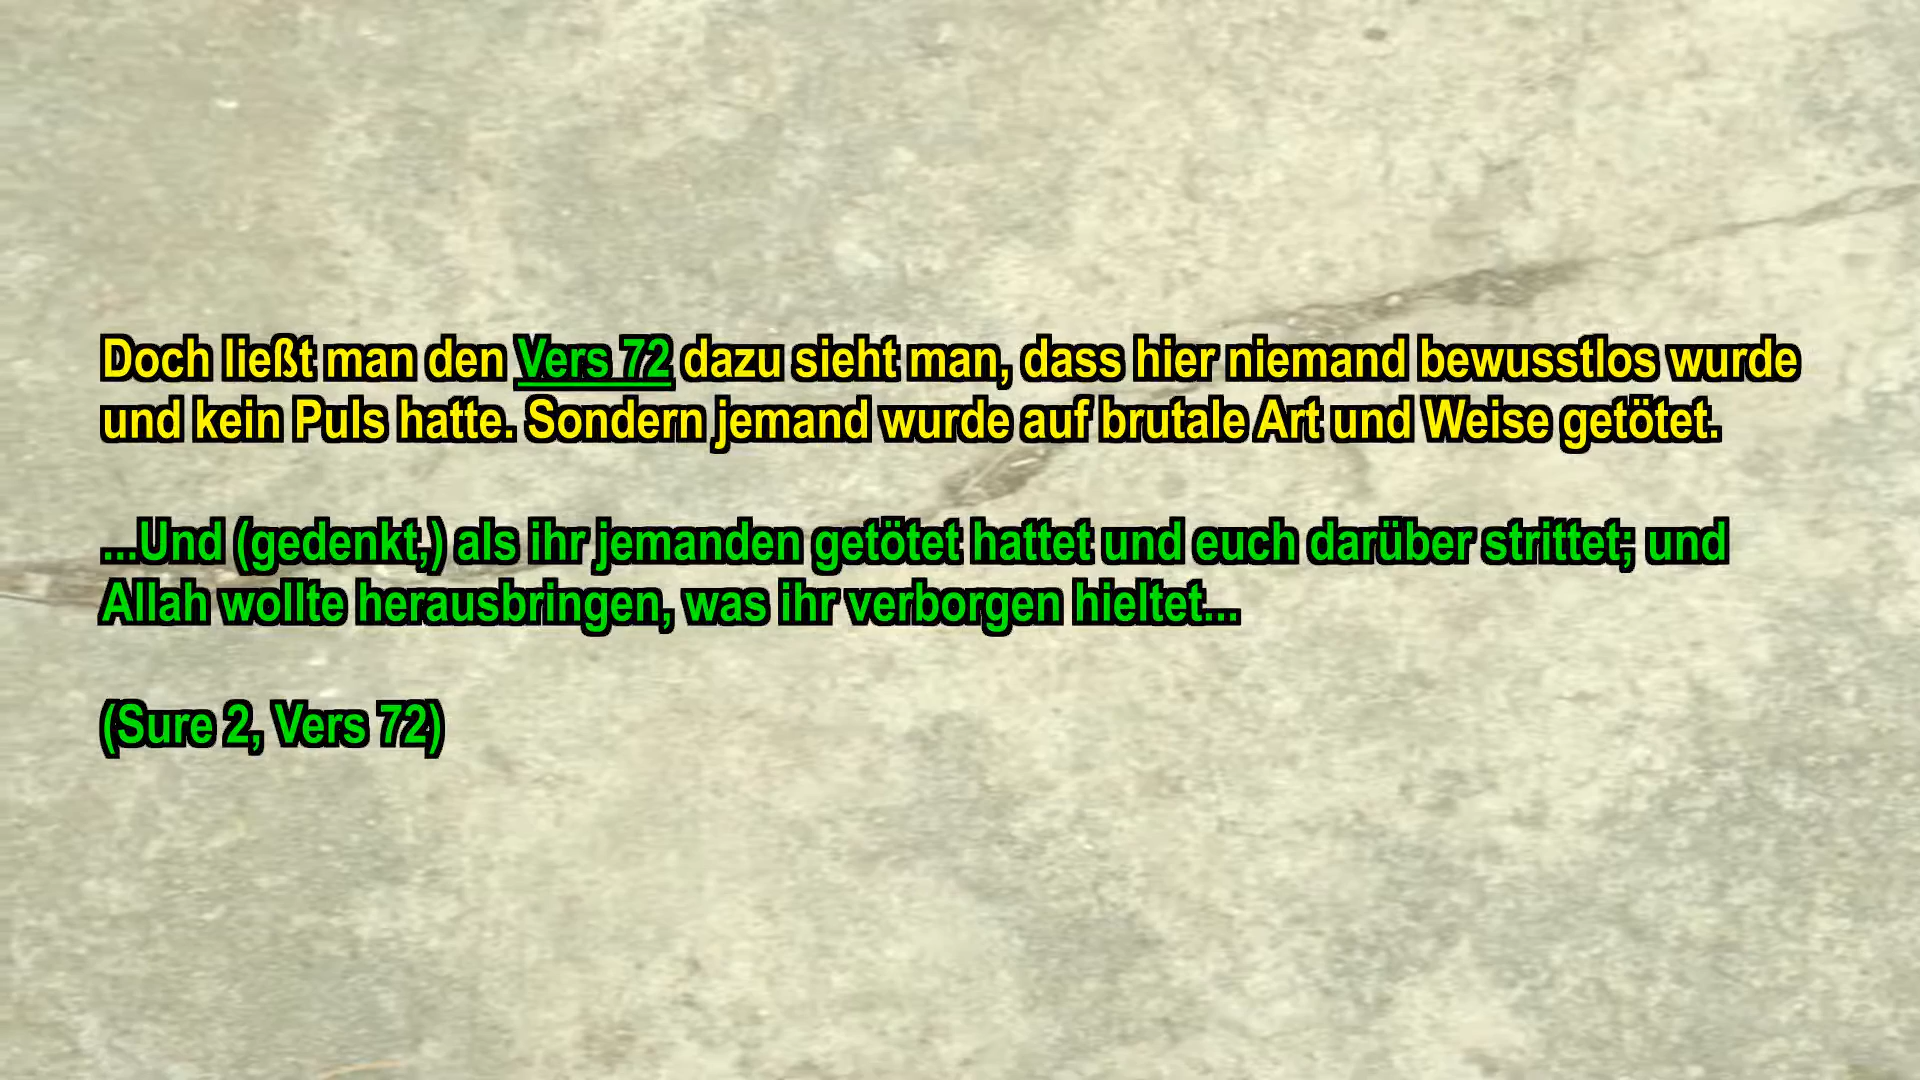 Doch ließt man den Vers 72 dazu sieht man, dass hier niemand bewusstlos wurde
und kein Puls hatte. Sondern jemand wurde auf brutale Art und Weise getötet.
...Und (gedenkt,) als ihr jemanden getötet hattet und euch darüber strittet; und
Allah wollte herausbringen, was ihr verborgen hieltet...
(Sure 2, Vers 72)